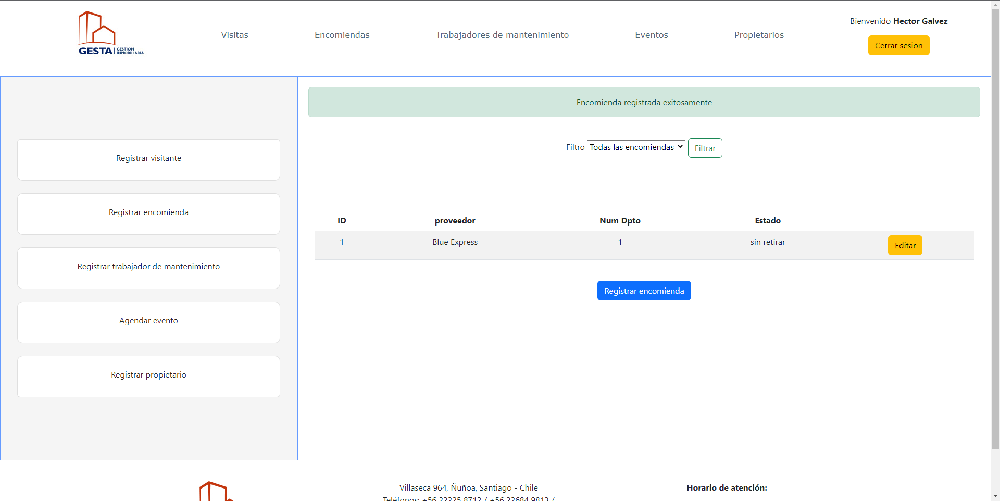 GESTA GESTION INMOBILIARIA
Visitas
Encomiendas
Trabajadores de mantenimiento
Eventos
Propietarios
Bienvenido Hector Galvez
Cerrar sesion
Registrar visitante
Registrar encomienda
Registrar trabajador de mantenimiento
Agendar evento
Registrar propietario
Encomienda registrada exitosamente
Filtro Todas las encomiendas Filtrar
ID proveedor Num Dpto Estado
1 Blue Express 1 sin retirar Editar
Registrar encomienda
Villaseca 964, Ñuñoa, Santiago - Chile
Teléfonos: +56 22225 8712 / +56 22684 9813 /
Horario de atención: